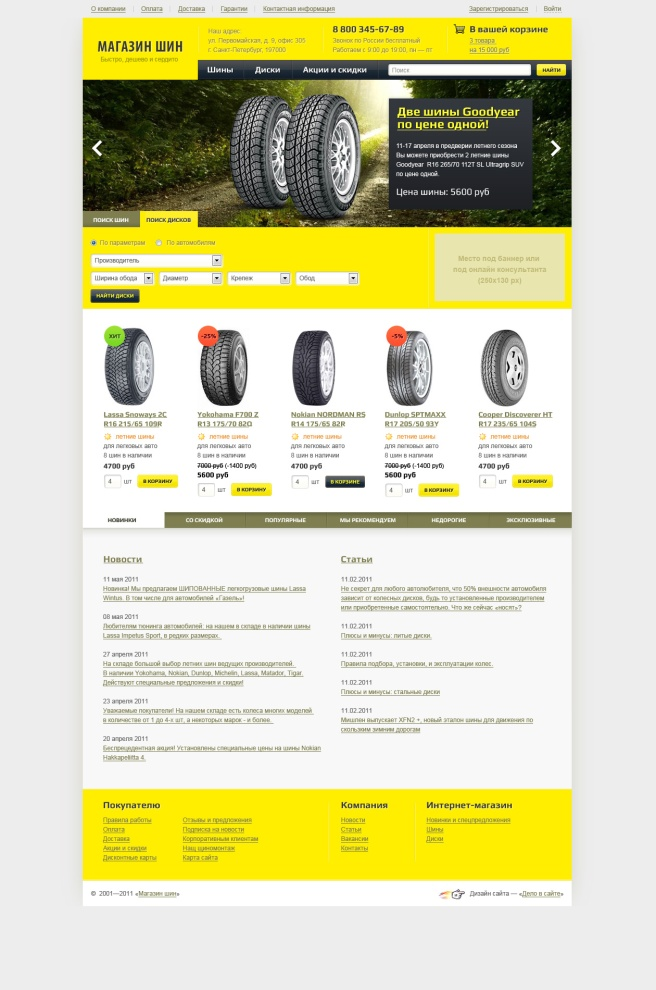 О компании | Оплата | Доставка | Гарантии | Контактная информация
Зарегистрироваться | Войти
МАГАЗИН ШИН
Быстро, дешево и сердито
Наш адрес:
ул. Первомайская, д. 9, офис 305
г. Санкт-Петербург, 197000
8 800 345-67-89
Звонок по России бесплатный
Работаем с 9:00 до 19:00, пн — пт
В вашей корзине
3 товара
на 15 000 руб
Шины Диски Акции и скидки
Поиск
НАЙТИ
Две шины Goodyear
по цене одной!
11-17 апреля в предверии летнего сезона
Вы можете приобрести 2 летние шины
Goodyear R16 265/70 112T SL Ultragrip SUV
по цене одной.
Цена шины: 5600 руб
ПОИСК ШИН ПОИСК ДИСКОВ
По параметрам По автомобилям
Производитель
Ширина обода Диаметр Крепеж Обод
НАЙТИ ДИСКИ
Место под баннер или
под онлайн консультанта
(250x130 px)
ХИТ
Lassa Snoways 2C
R16 215/65 109R
летние шины
для легковых авто
8 шин в наличии
4700 руб
4 шт В КОРЗИНУ
-25%
Yokohama F700 Z
R13 175/70 82Q
летние шины
для легковых авто
8 шин в наличии
7000 руб (-1400 руб)
5600 руб
4 шт В КОРЗИНУ
Nokian NORDMAN RS
R14 175/65 82R
летние шины
для легковых авто
8 шин в наличии
4700 руб
4 шт В КОРЗИНЕ
-5%
Dunlop SPTMAXX
R17 205/50 93Y
летние шины
для легковых авто
8 шин в наличии
7000 руб (-1400 руб)
5600 руб
4 шт В КОРЗИНУ
Cooper Discoverer HT
R17 235/65 104S
летние шины
для легковых авто
8 шин в наличии
4700 руб
4 шт В КОРЗИНУ
НОВИНКИ СО СКИДКОЙ ПОПУЛЯРНЫЕ МЫ РЕКОМЕНДУЕМ НЕДОРОГИЕ ЭКСКЛЮЗИВНЫЕ
Новости
11 мая 2011
Новинка! Мы предлагаем ШИПОВАННЫЕ легкогрузовые шины Lassa
Wintus. В том числе для автомобилей «Газель»!
08 мая 2011
Любителям тюнинга автомобилей: на нашем в складе в наличии шины
Lassa Impetus Sport, в редких размерах.
27 апреля 2011
На складе большой выбор летних шин ведущих производителей.
В наличии Yokohama, Nokian, Dunlop, Michelin, Lassa, Matador, Tigar.
Действуют специальные предложения и скидки!
23 апреля 2011
Уважаемые покупатели! На нашем складе есть колеса многих моделей
в количестве от 1 до 4-х шт, а некоторых марок - и более.
20 апреля 2011
Беспрецедентная акция! Установлены специальные цены на шины Nokian
Hakkapeliitta 4.
Статьи
11.02.2011
Не секрет для любого автолюбителя, что 50% внешности автомобиля
зависит от колесных дисков, будь то установленные производителем
или приобретенные самостоятельно. Что же сейчас «носят»?
11.02.2011
Плюсы и минусы: литые диски.
11.02.2011
Правила подбора, установки, и эксплуатации колес.
11.02.2011
Плюсы и минусы: стальные диски
11.02.2011
Мишлен выпускает XFN2 +, новый эталон шины для движения по
скользким зимним дорогам
Покупателю
Правила работы
Оплата
Доставка
Акции и скидки
Дисконтные карты
Отзывы и предложения
Подписка на новости
Корпоративным клиентам
Наш шиномонтаж
Карта сайта
Компания
Новости
Статьи
Вакансии
Контакты
Интернет-магазин
Новинки и спецпредложения
Шины
Диски
© 2001—2011 «Магазин шин»
Дизайн сайта — «Дело в сайте»